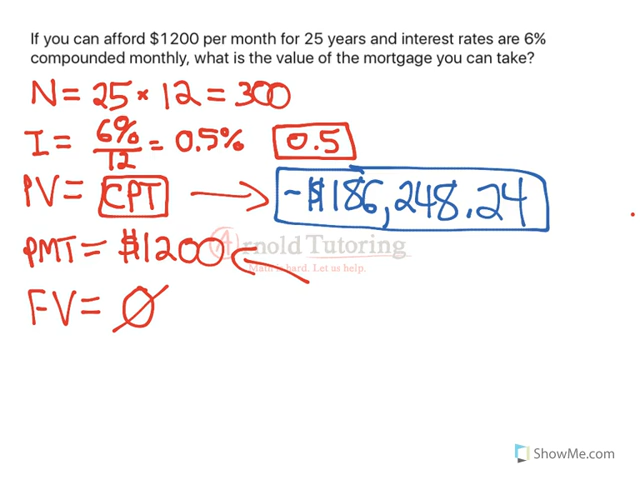 If you can afford $1200 per month for 25 years and interest rates are 6%
compounded monthly, what is the value of the mortgage you can take?
N = 25 * 12 = 300
I = 6%/12 = 0.5% 0.5
PV = CPT → -$186,248.24
PMT = $1200
Arnold Tutoring
Math is hard. Let us help.
FV = Ø
ShowMe.com